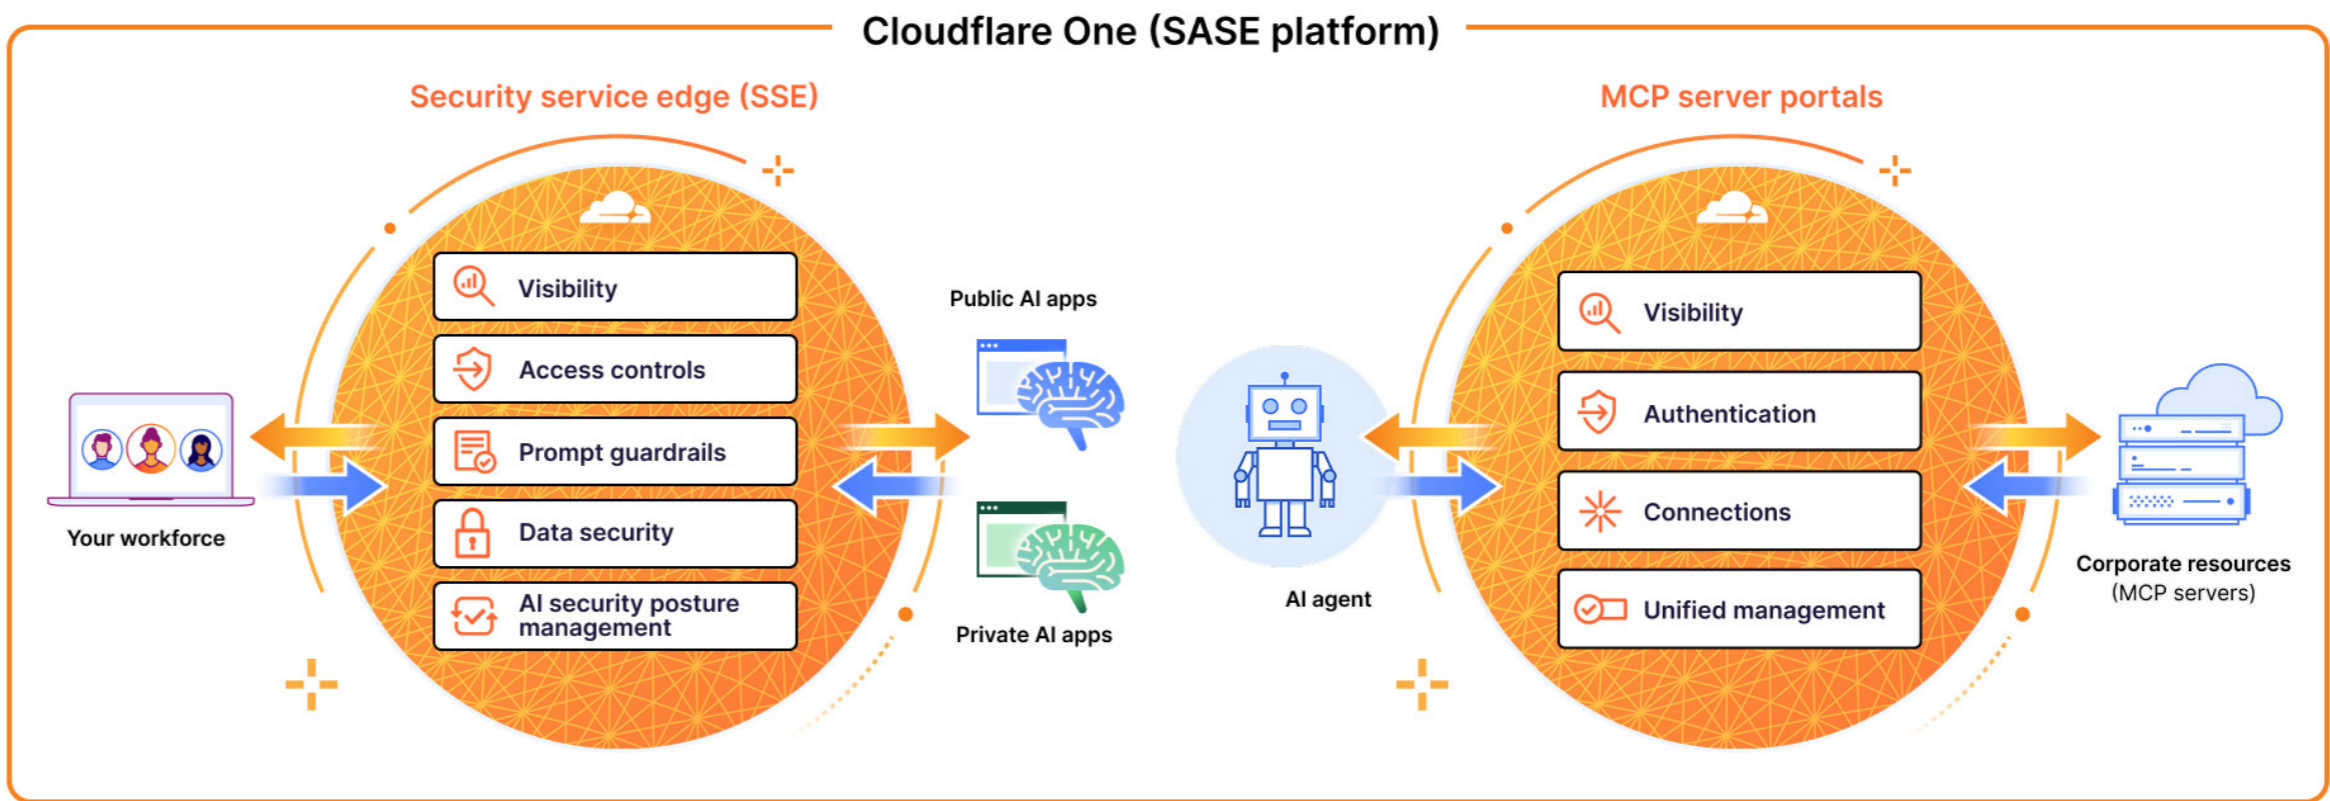 Cloudflare One (SASE platform)
Security service edge (SSE)
Visibility
Access controls
Prompt guardrails
Data security
AI security posture
management
Your workforce
Public AI apps
Private AI apps
AI agent
MCP server portals
Visibility
Authentication
Connections
Unified management
Corporate resources
(MCP servers)